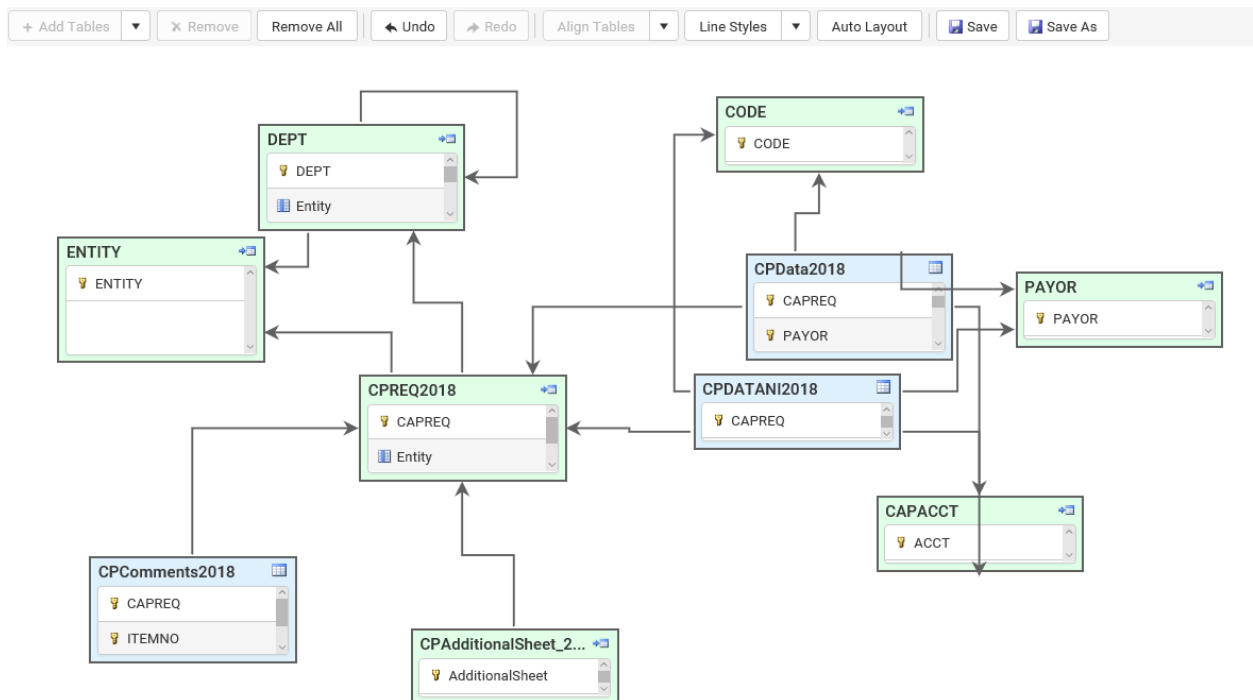 + Add Tables
Remove
Remove All
Undo
Redo
Align Tables
Line Styles
Auto Layout
Save
Save As
DEPT
DEPT
Entity
CODE
CODE
ENTITY
ENTITY
CPData2018
CAPREQ
PAYOR
PAYOR
PAYOR
CPREQ2018
CAPREQ
Entity
CPDATANI2018
CAPREQ
CAPACCT
ACCT
CPComments2018
CAPREQ
ITEMNO
CPAdditionalSheet_2...
AdditionalSheet